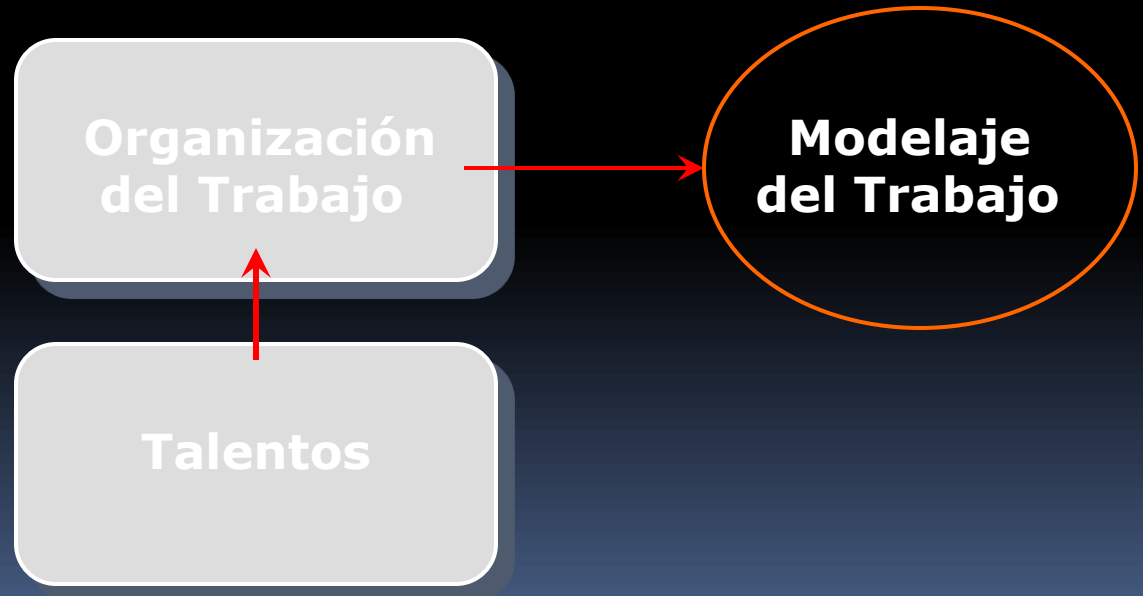 Organización
del Trabajo
Modelaje
del Trabajo
Talentos